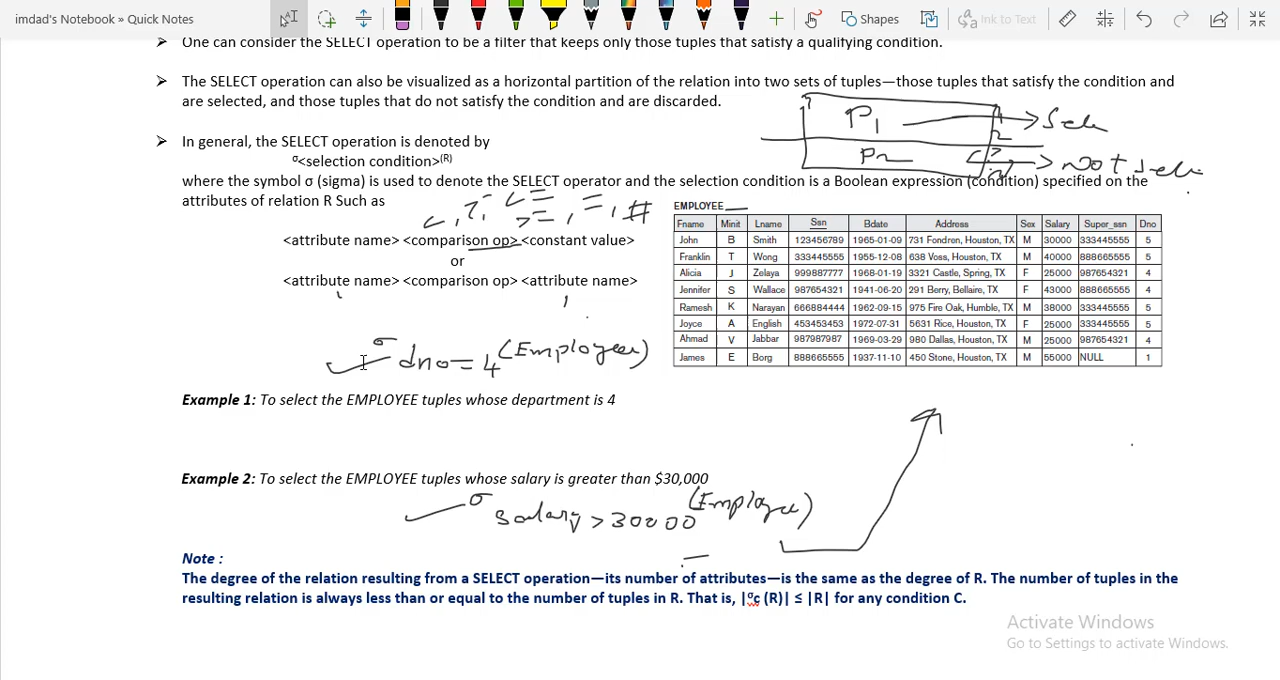 imdad's Notebook » Quick Notes
Shapes
Ink to Text
➤ One can consider the SELECT operation to be a filter that keeps only those tuples that satisfy a qualifying condition.
➤ The SELECT operation can also be visualized as a horizontal partition of the relation into two sets of tuples—those tuples that satisfy the condition and
are selected, and those tuples that do not satisfy the condition and are discarded.
P1 → Sele
P2 → not Sele
➤ In general, the SELECT operation is denoted by
σ<selection condition>(R)
where the symbol σ (sigma) is used to denote the SELECT operator and the selection condition is a Boolean expression (condition) specified on the
attributes of relation R Such as
<attribute name> <comparison op> <constant value>
or
<attribute name> <comparison op> <attribute name>
EMPLOYEE
Fname Minit Lname Ssn Bdate Address Sex Salary Super_ssn Dno
John B Smith 123456789 1965-01-09 731 Fondren, Houston, TX M 30000 333445555 5
Franklin T Wong 333445555 1955-12-08 638 Voss, Houston, TX M 40000 888665555 5
Alicia J Zelaya 999887777 1968-01-19 3321 Castle, Spring, TX F 25000 987654321 4
Jennifer S Wallace 987654321 1941-06-20 291 Berry, Bellaire, TX F 43000 888665555 4
Ramesh K Narayan 666884444 1962-09-15 975 Fire Oak, Humble, TX M 38000 333445555 5
Joyce A English 453453453 1972-07-31 5631 Rice, Houston, TX F 25000 333445555 5
Ahmad V Jabbar 987987987 1969-03-29 980 Dallas, Houston, TX M 25000 987654321 4
James E Borg 888665555 1937-11-10 450 Stone, Houston, TX M 55000 NULL 1
σ dno = 4 (Employee)
Example 1: To select the EMPLOYEE tuples whose department is 4
Example 2: To select the EMPLOYEE tuples whose salary is greater than $30,000
σ salary > 30000 (Employee)
Note :
The degree of the relation resulting from a SELECT operation—its number of attributes—is the same as the degree of R. The number of tuples in the
resulting relation is always less than or equal to the number of tuples in R. That is, |σc (R)| ≤ |R| for any condition C.
Activate Windows
Go to Settings to activate Windows.